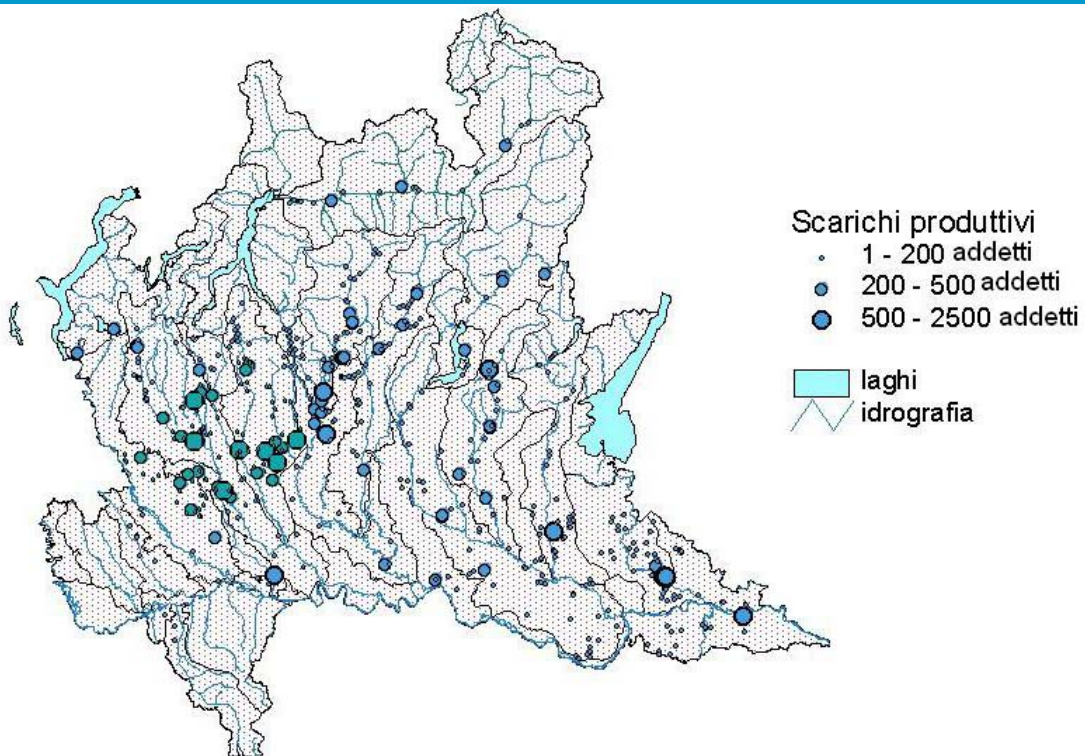 Scarichi produttivi
1 - 200 addetti
200 - 500 addetti
500 - 2500 addetti
laghi
idrografia